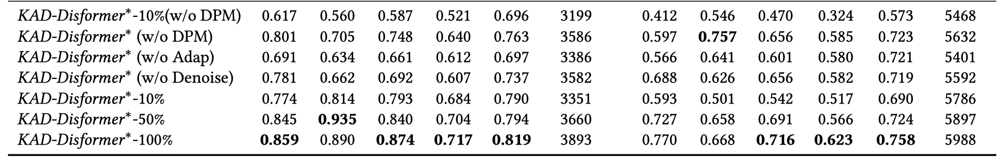 KAD-Disformer*-10%(w/o DPM) 0.617 0.560 0.587 0.521 0.696 3199 0.412 0.546 0.470 0.324 0.573 5468
KAD-Disformer* (w/o DPM) 0.801 0.705 0.748 0.640 0.763 3586 0.597 0.757 0.656 0.585 0.723 5632
KAD-Disformer* (w/o Adap) 0.691 0.634 0.661 0.612 0.697 3386 0.566 0.641 0.601 0.580 0.721 5401
KAD-Disformer* (w/o Denoise) 0.781 0.662 0.692 0.607 0.737 3582 0.688 0.626 0.656 0.582 0.719 5592
KAD-Disformer*-10% 0.774 0.814 0.793 0.684 0.790 3351 0.593 0.501 0.542 0.517 0.690 5786
KAD-Disformer*-50% 0.845 0.935 0.840 0.704 0.794 3660 0.727 0.658 0.691 0.566 0.724 5897
KAD-Disformer*-100% 0.859 0.890 0.874 0.717 0.819 3893 0.770 0.668 0.716 0.623 0.758 5988